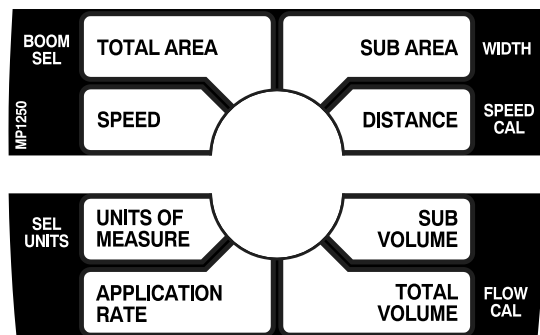 BOOM
SEL
TOTAL AREA
SUB AREA
WIDTH
MP1250
SPEED
DISTANCE
SPEED
CAL
SEL
UNITS
UNITS OF
MEASURE
SUB
VOLUME
APPLICATION
RATE
TOTAL
VOLUME
FLOW
CAL